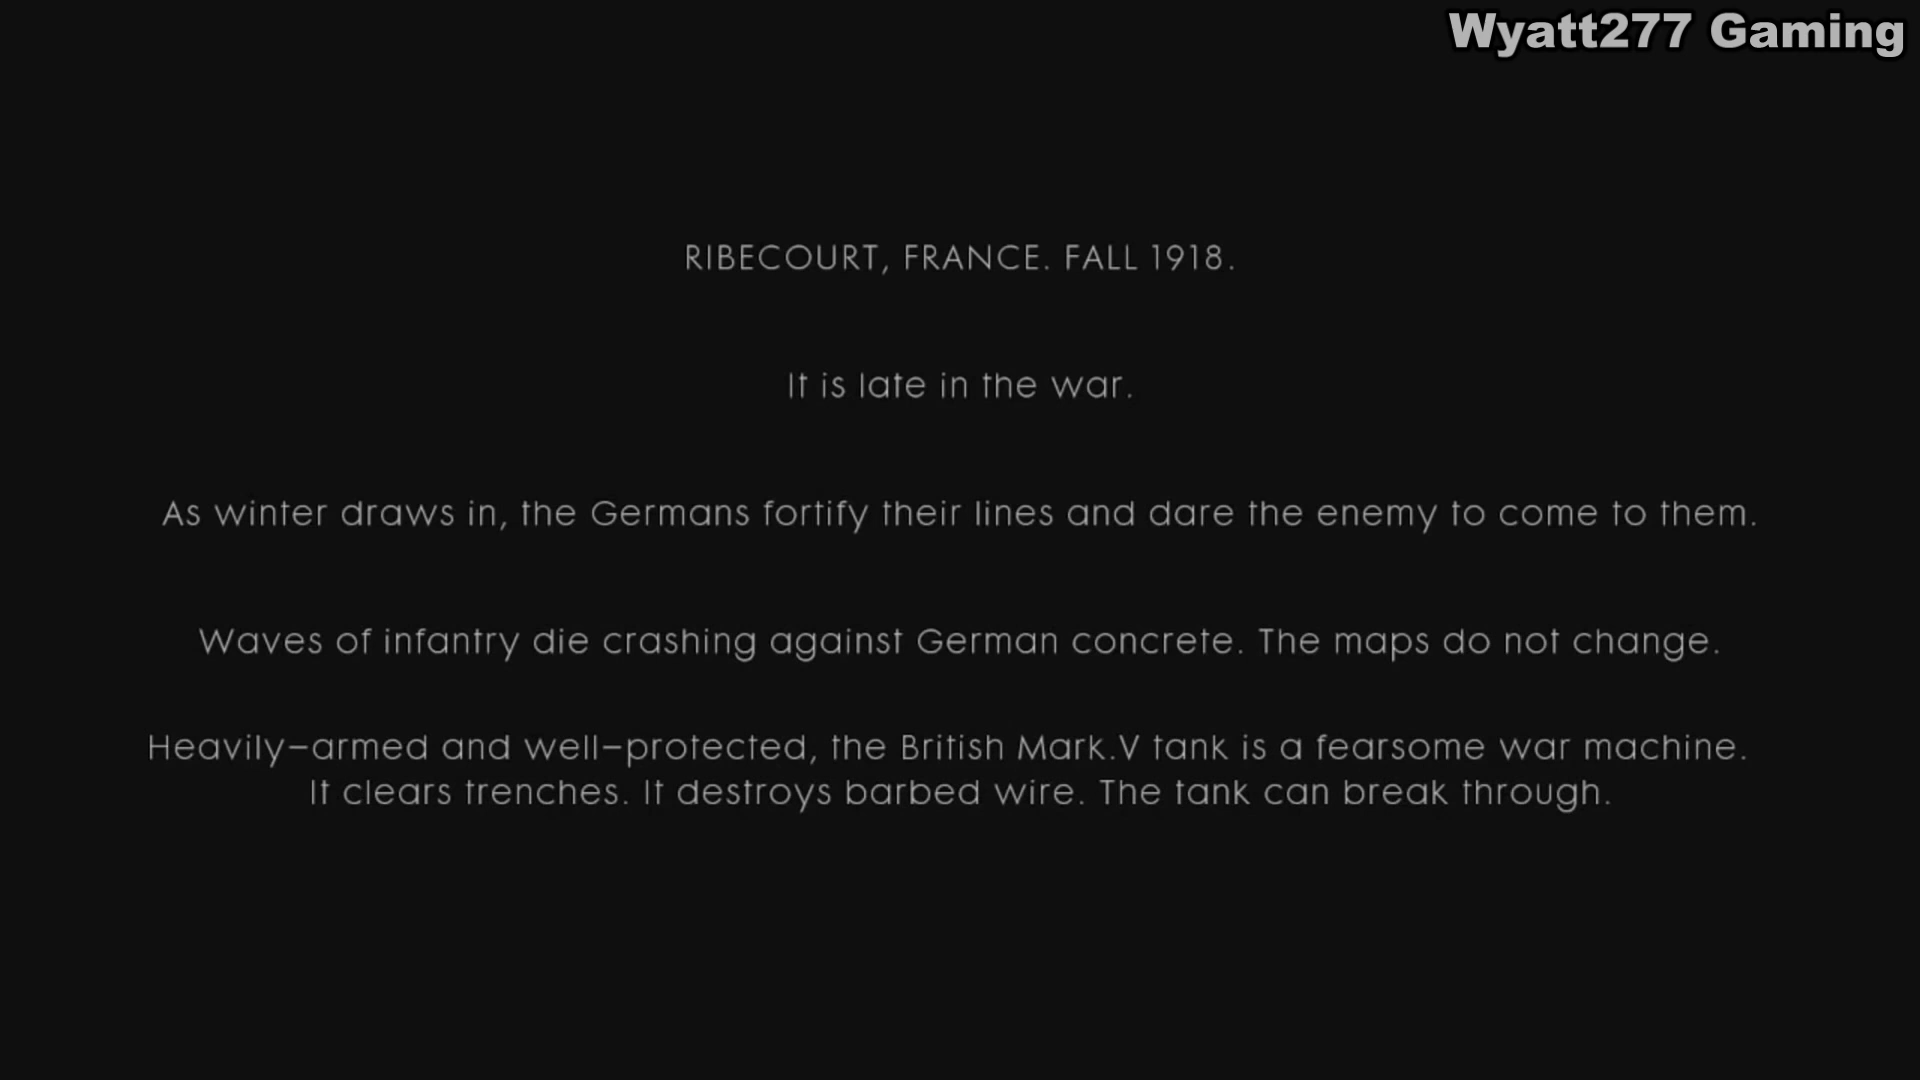 Wyatt277 Gaming
RIBECOURT, FRANCE. FALL 1918.
It is late in the war.
As winter draws in, the Germans fortify their lines and dare the enemy to come to them.
Waves of infantry die crashing against German concrete. The maps do not change.
Heavily-armed and well-protected, the British Mark.V tank is a fearsome war machine.
It clears trenches. It destroys barbed wire. The tank can break through.